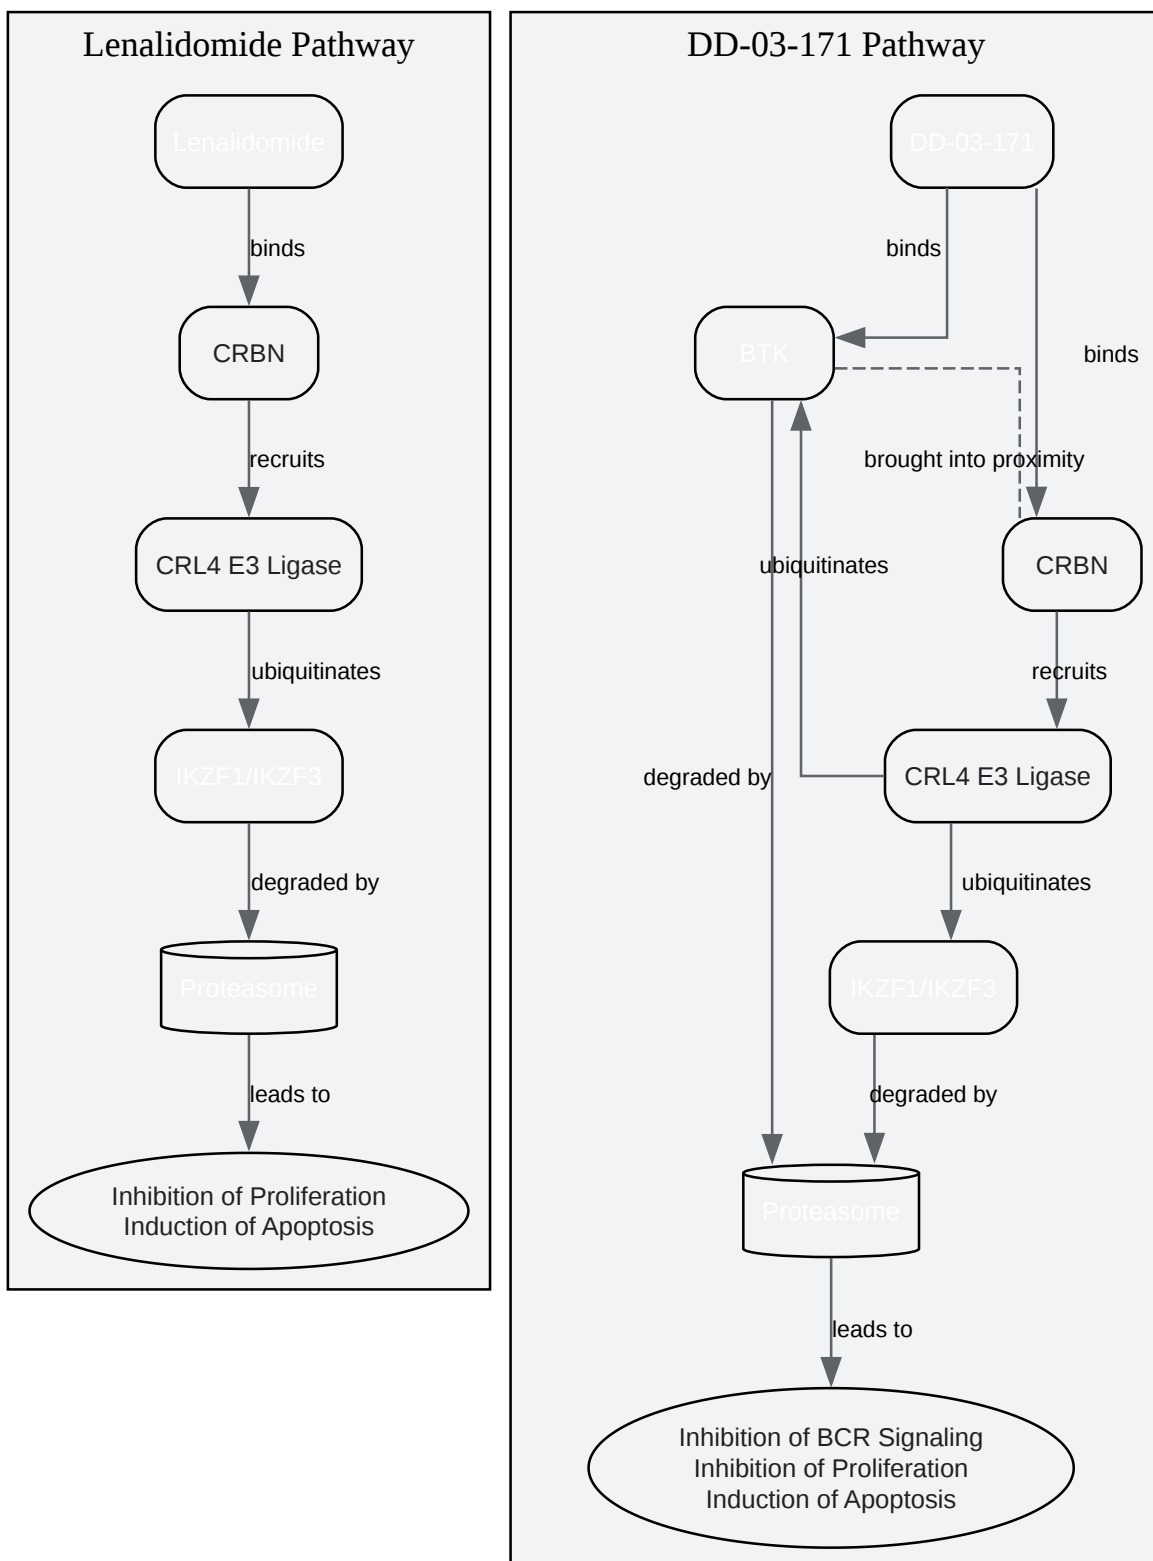 Lenalidomide Pathway
Lenalidomide
binds
CRBN
recruits
CRL4 E3 Ligase
ubiquitinates
IKZF1/IKZF3
degraded by
Proteasome
leads to
Inhibition of Proliferation
Induction of Apoptosis
DD-03-171 Pathway
DD-03-171
binds
BTK
binds
brought into proximity
ubiquitinates
CRBN
recruits
degraded by
CRL4 E3 Ligase
ubiquitinates
IKZF1/IKZF3
degraded by
Proteasome
leads to
Inhibition of BCR Signaling
Inhibition of Proliferation
Induction of Apoptosis